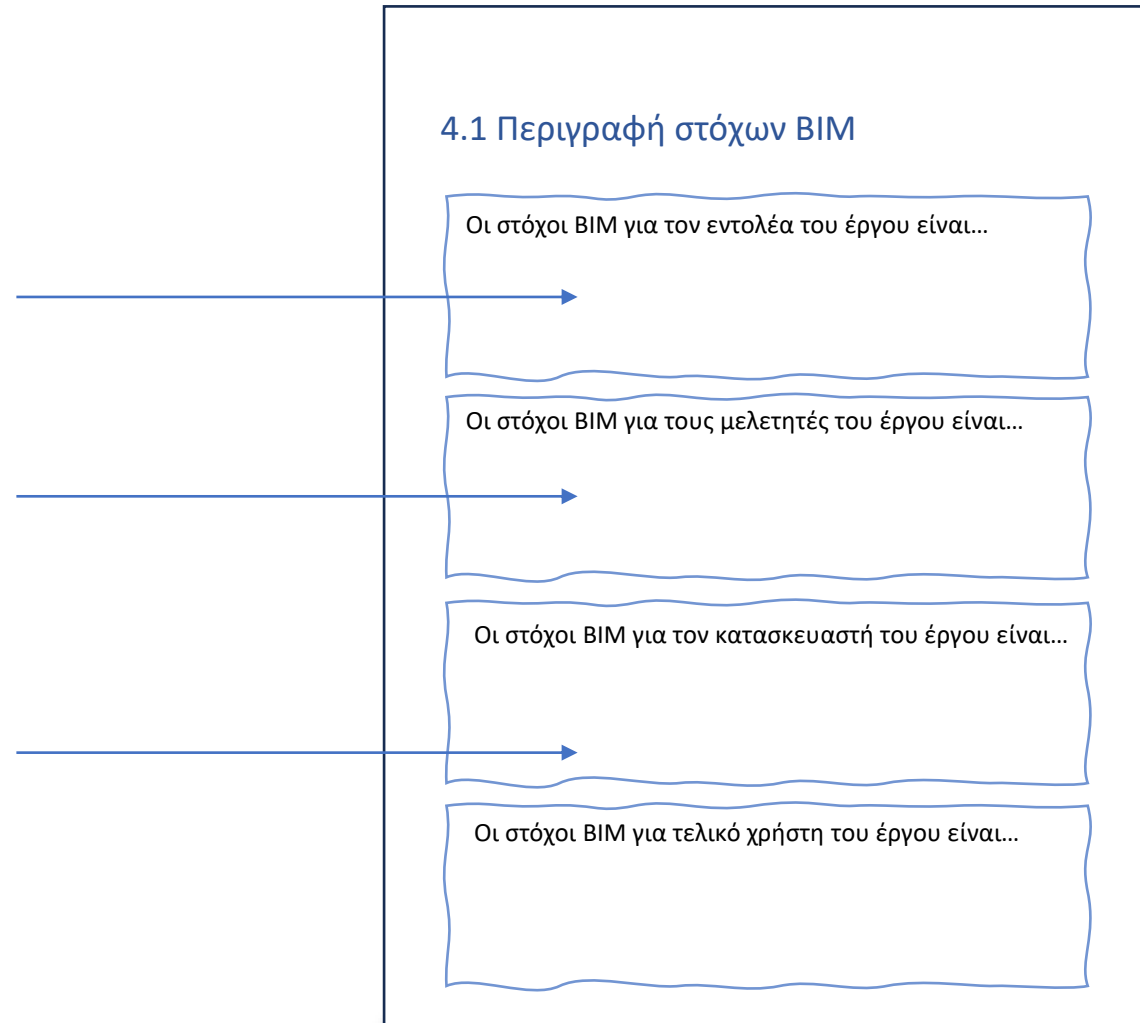 4.1 Περιγραφή στόχων BIM
Οι στόχοι BIM για τον εντολέα του έργου είναι…
Οι στόχοι BIM για τους μελετητές του έργου είναι…
Οι στόχοι BIM για τον κατασκευαστή του έργου είναι…
Οι στόχοι BIM για τελικό χρήστη του έργου είναι…